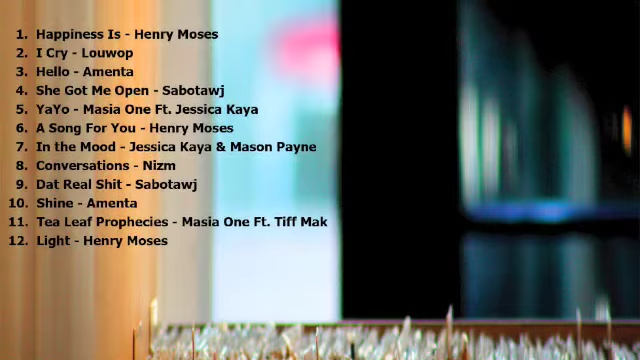 1. Happiness Is - Henry Moses
2. I Cry - Louwop
3. Hello - Amenta
4. She Got Me Open - Sabotawj
5. YaYo - Masia One Ft. Jessica Kaya
6. A Song For You - Henry Moses
7. In the Mood - Jessica Kaya & Mason Payne
8. Conversations - Nizm
9. Dat Real Shit - Sabotawj
10. Shine - Amenta
11. Tea Leaf Prophecies - Masia One Ft. Tiff Mak
12. Light - Henry Moses